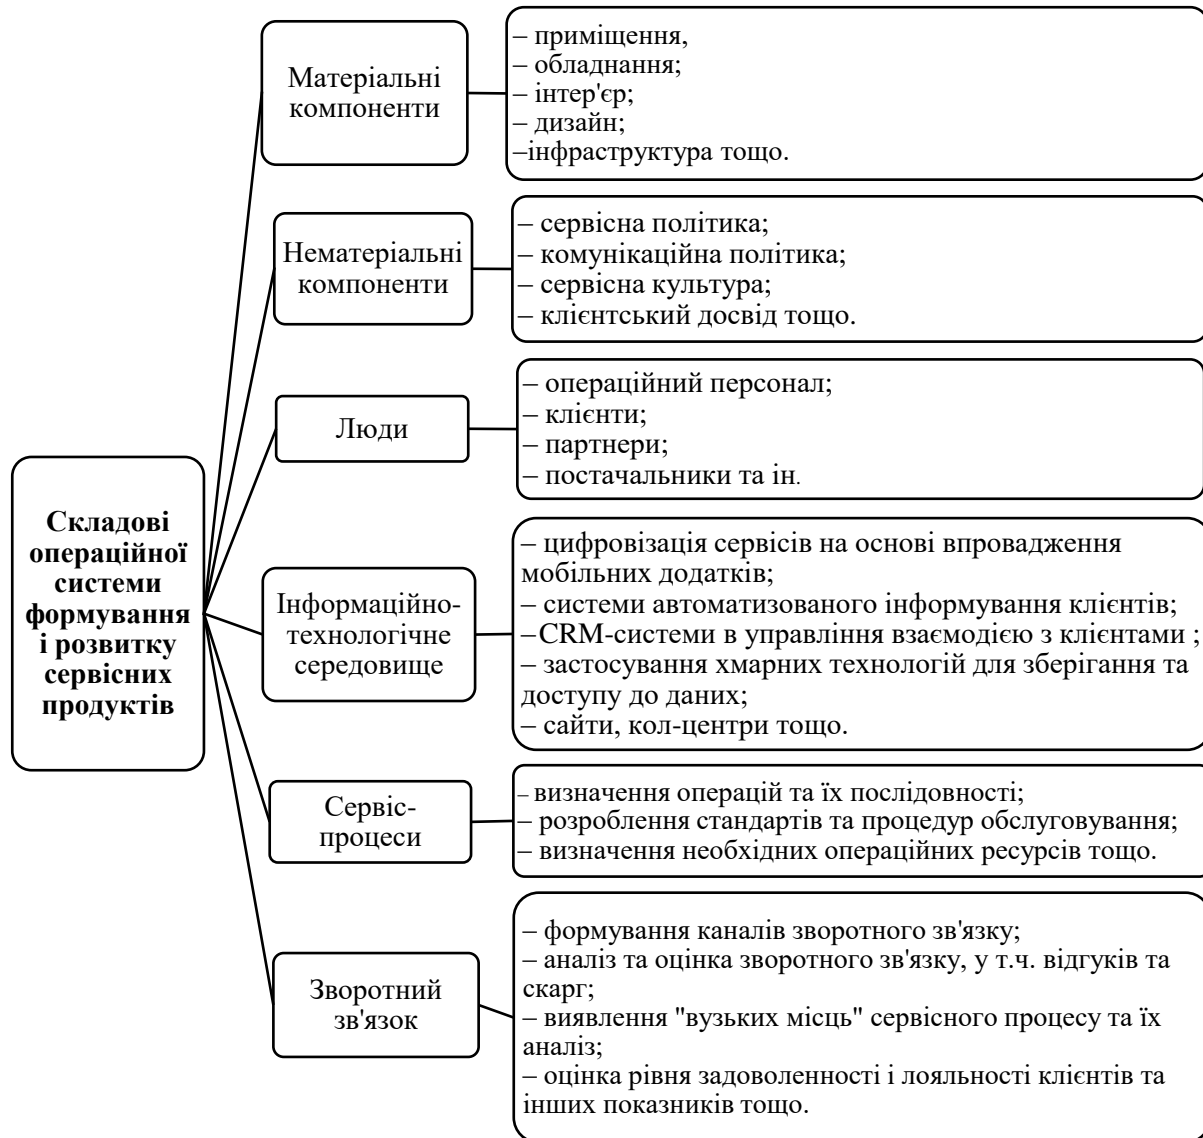 Складові
операційної
системи
формування
і розвитку
сервісних
продуктів
Матеріальні
компоненти
– приміщення,
– обладнання;
– інтер'єр;
– дизайн;
–інфраструктура тощо.
Нематеріальні
компоненти
– сервісна політика;
– комунікаційна політика;
– сервісна культура;
– клієнтський досвід тощо.
Люди
– операційний персонал;
– клієнти;
– партнери;
– постачальники та ін.
Інформаційно-
технологічне
середовище
– цифровізація сервісів на основі впровадження
мобільних додатків;
– системи автоматизованого інформування клієнтів;
–CRM-системи в управління взаємодією з клієнтами ;
– застосування хмарних технологій для зберігання та
доступу до даних;
– сайти, кол-центри тощо.
Сервіс-
процеси
– визначення операцій та їх послідовності;
– розроблення стандартів та процедур обслуговування;
– визначення необхідних операційних ресурсів тощо.
Зворотний
зв'язок
– формування каналів зворотного зв'язку;
– аналіз та оцінка зворотного зв'язку, у т.ч. відгуків та
скарг;
– виявлення "вузьких місць" сервісного процесу та їх
аналіз;
– оцінка рівня задоволенності і лояльності клієнтів та
інших показників тощо.